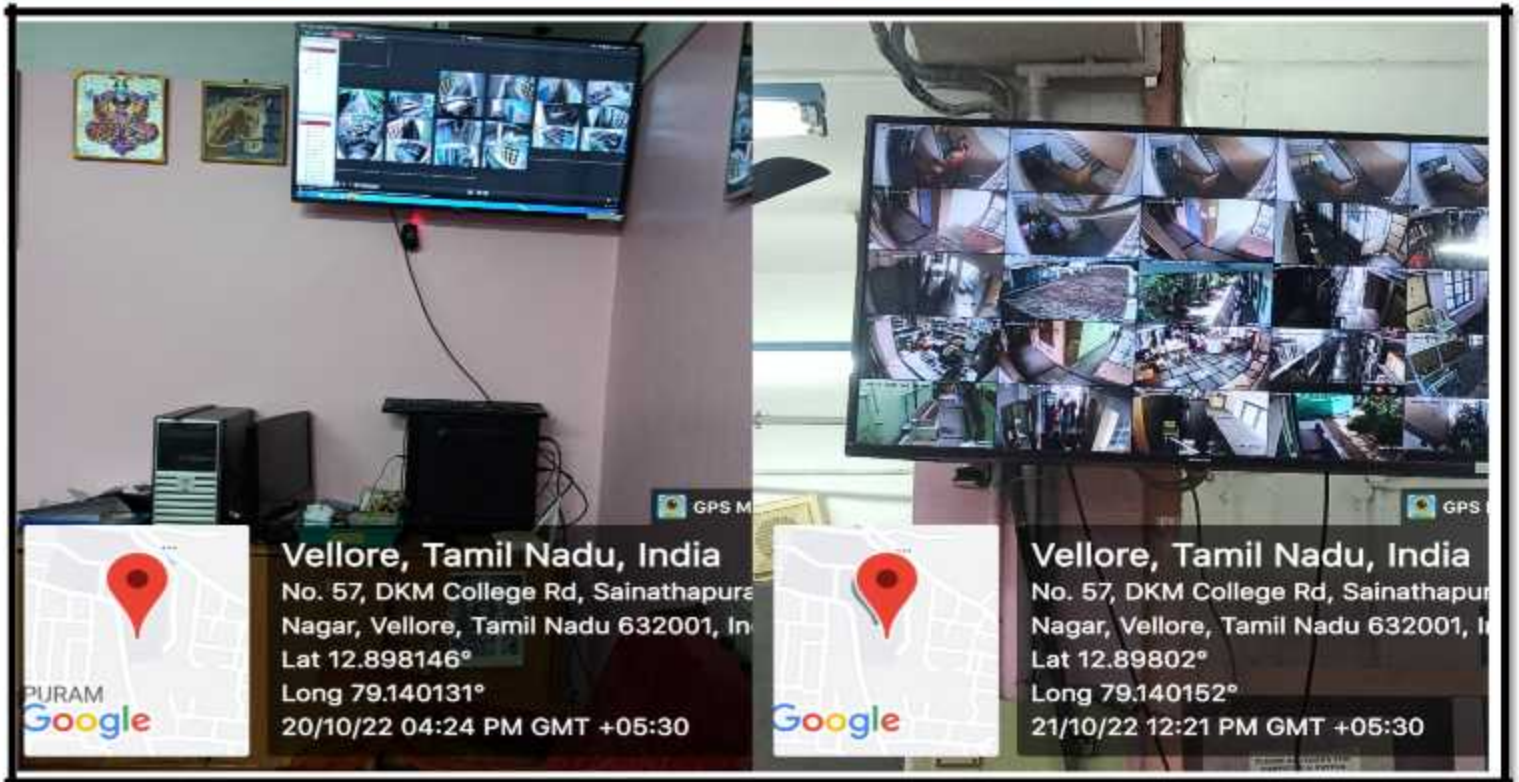 GPS M
Vellore, Tamil Nadu, India
No. 57, DKM College Rd, Sainathapura
Nagar, Vellore, Tamil Nadu 632001, In
Lat 12.898146°
Long 79.140131°
20/10/22 04:24 PM GMT +05:30
PURAM
Google
GPS
Vellore, Tamil Nadu, India
No. 57, DKM College Rd, Sainathapur
Nagar, Vellore, Tamil Nadu 632001, I
Lat 12.89802°
Long 79.140152°
21/10/22 12:21 PM GMT +05:30
Google